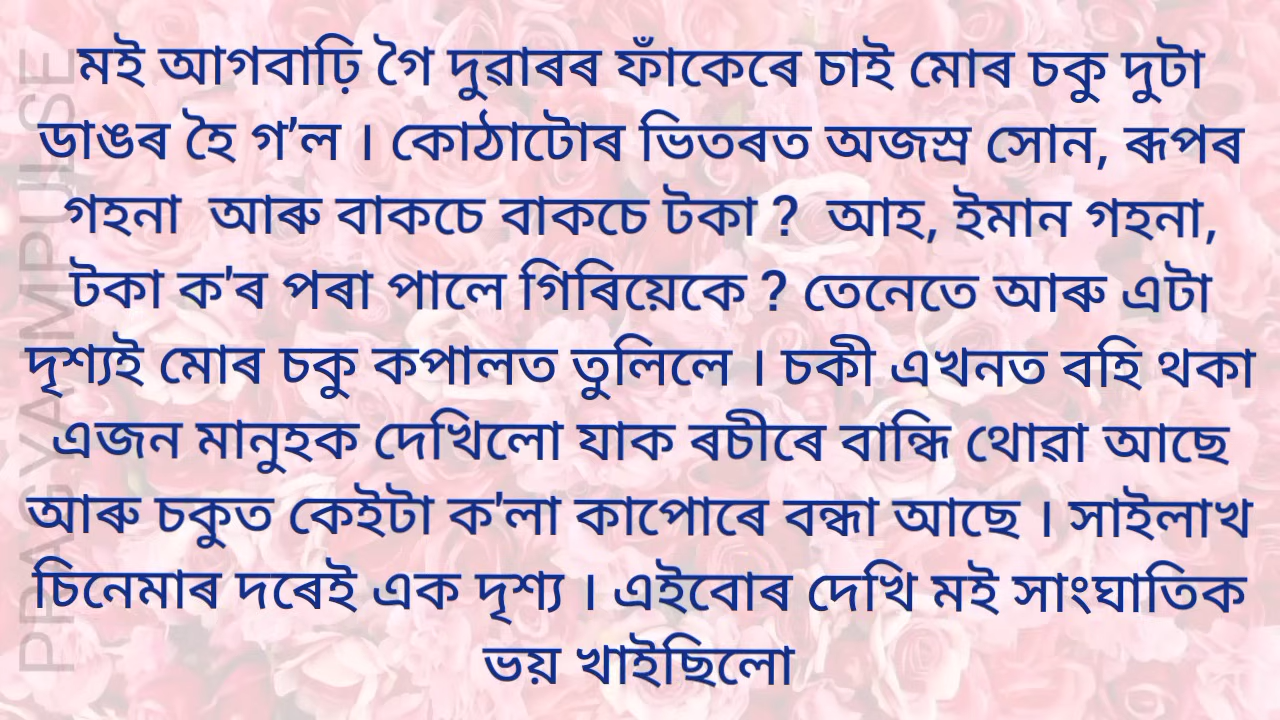 মই আগবাঢ়ি গৈ দুৱাৰৰ ফাঁকেৰে চাই মোৰ চকু দুটা
ডাঙৰ হৈ গ'ল । কোঠাটোৰ ভিতৰত অজস্ৰ সোন, ৰূপৰ
গহনা আৰু বাকচে বাকচে টকা ? আহ, ইমান গহনা,
টকা ক'ৰ পৰা পালে গিৰিয়েকে ? তেনেতে আৰু এটা
দৃশ্যই মোৰ চকু কপালত তুলিলে । চকী এখনত বহি থকা
এজন মানুহক দেখিলো যাক ৰচীৰে বান্ধি থোৱা আছে
আৰু চকুত কেইটা ক'লা কাপোৰে বন্ধা আছে । সাইলাখ
চিনেমাৰ দৰেই এক দৃশ্য । এইবোৰ দেখি মই সাংঘাতিক
ভয় খাইছিলো
PRAGYAMPULSE